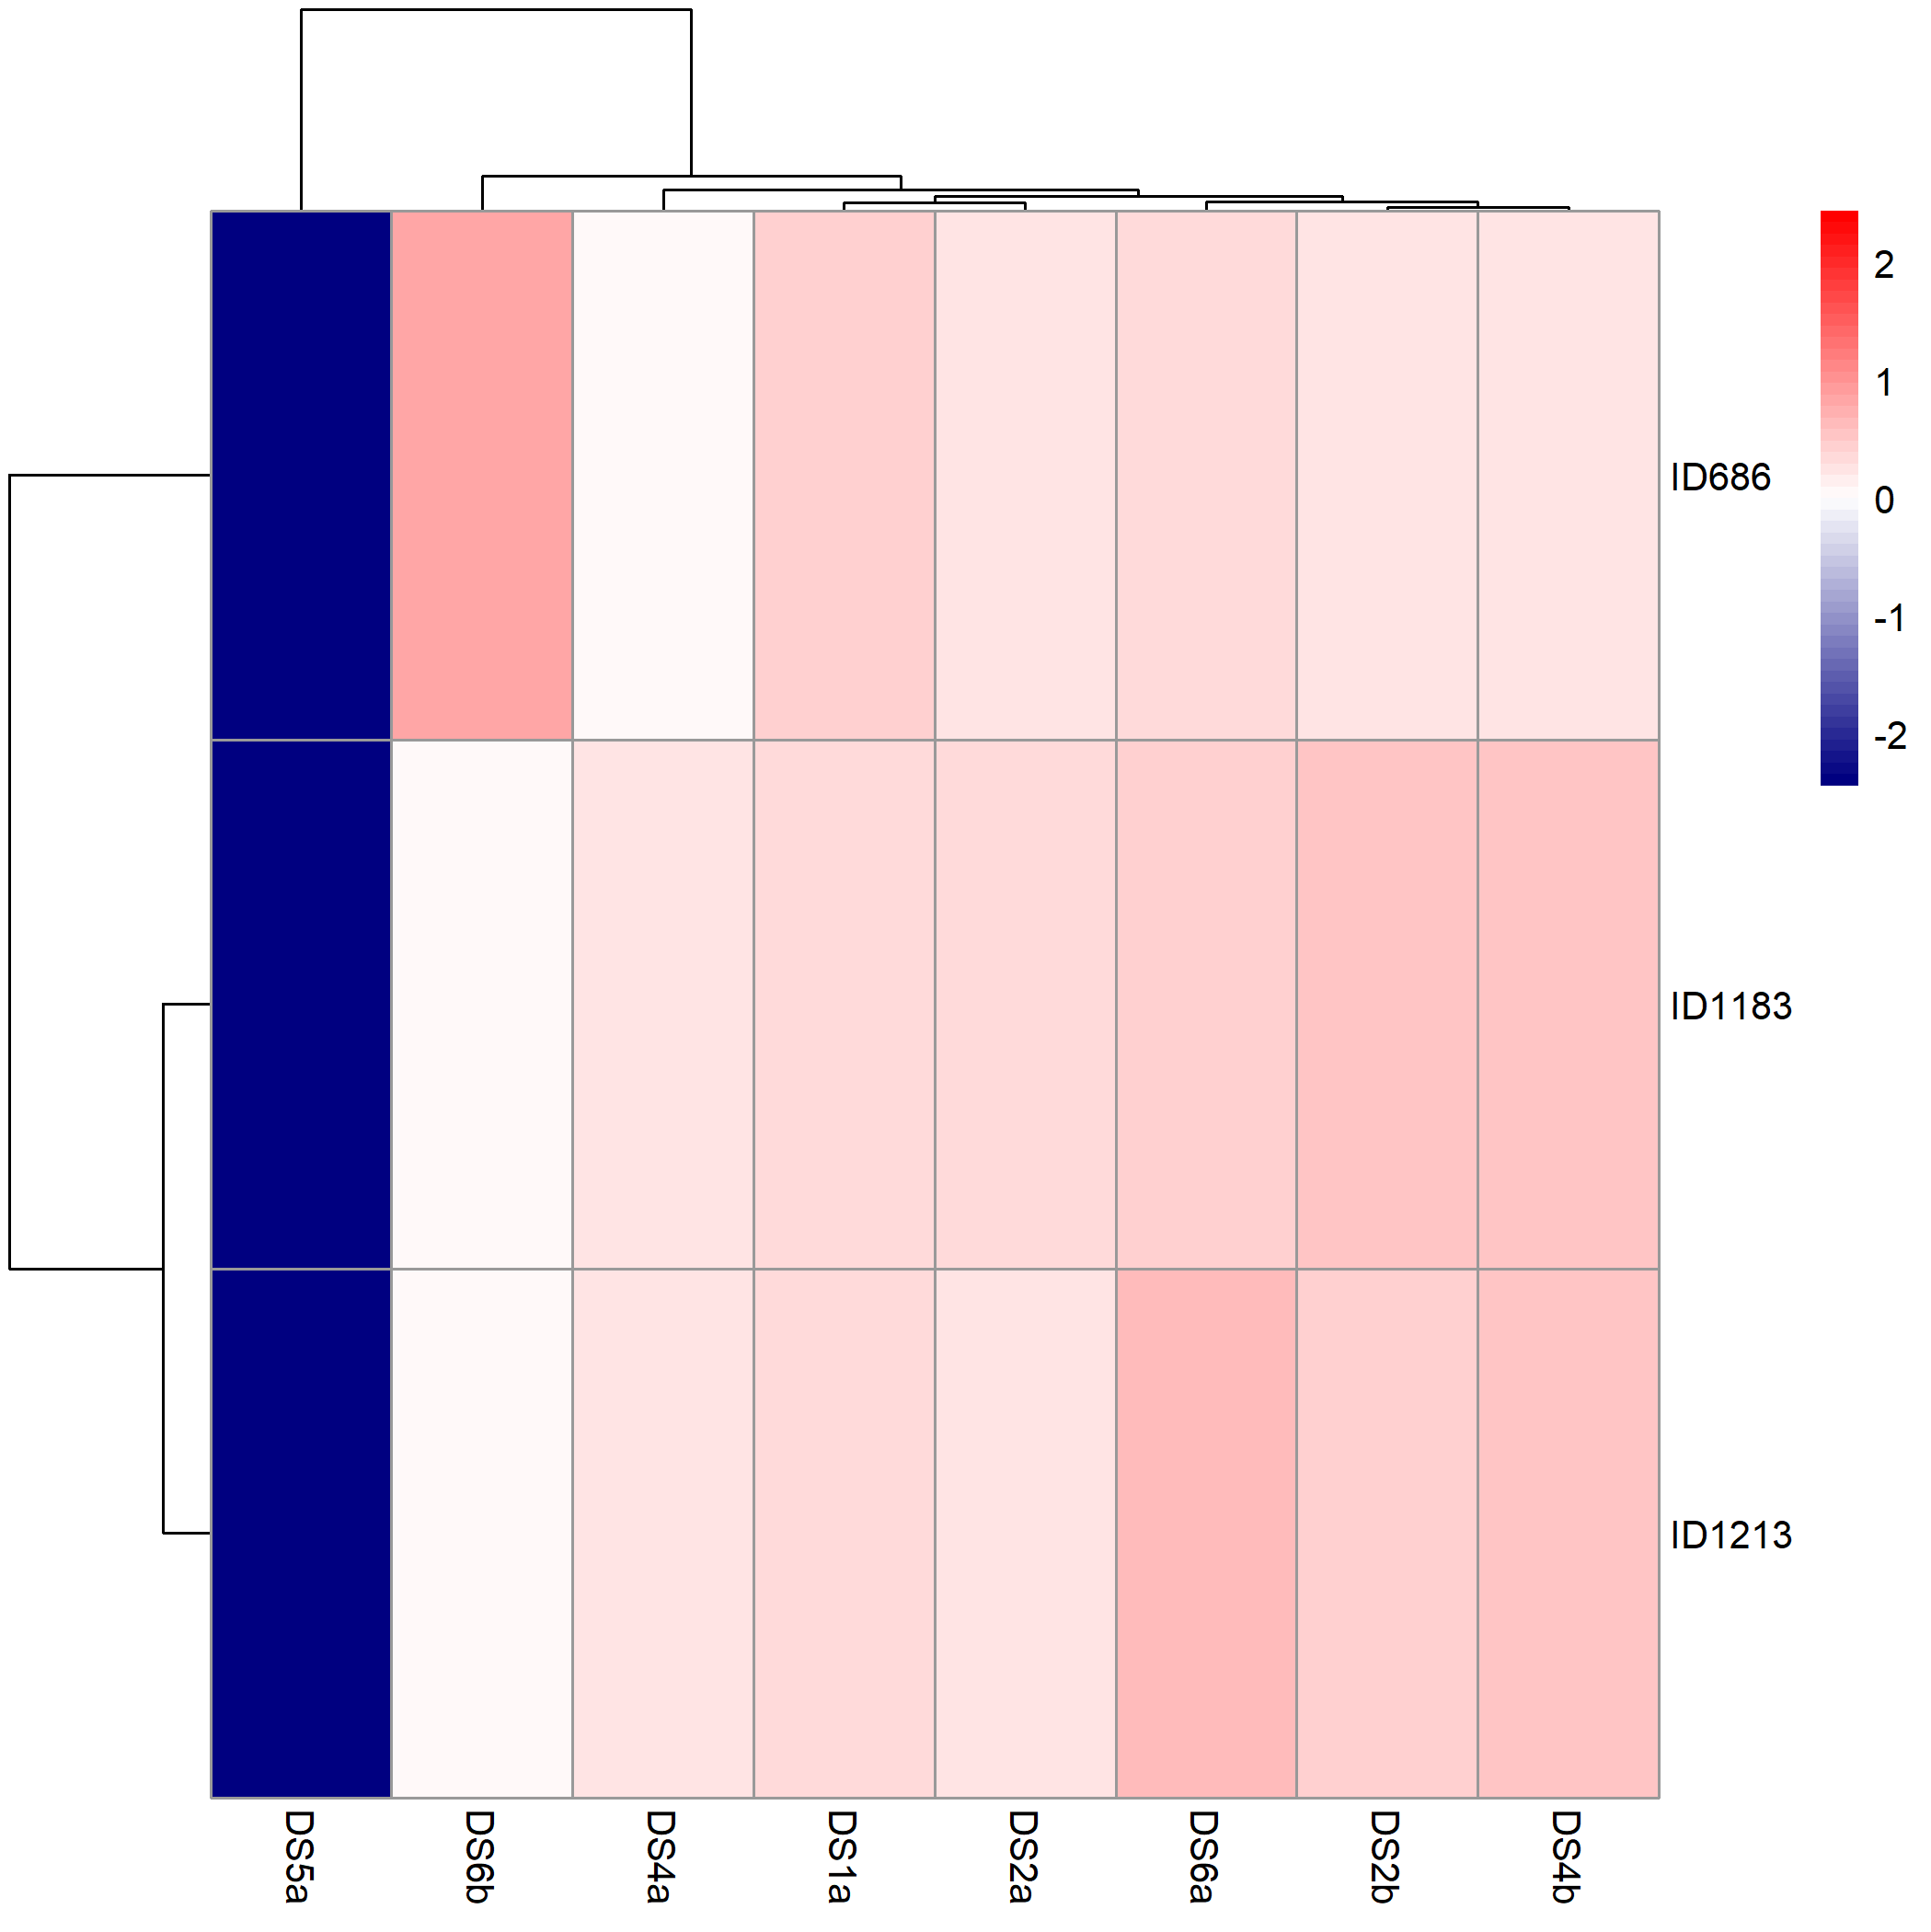 2
1
0
-1
-2
ID686
ID1183
ID1213
DS5a
DS6b
DS4a
DS1a
DS2a
DS6a
DS2b
DS4b